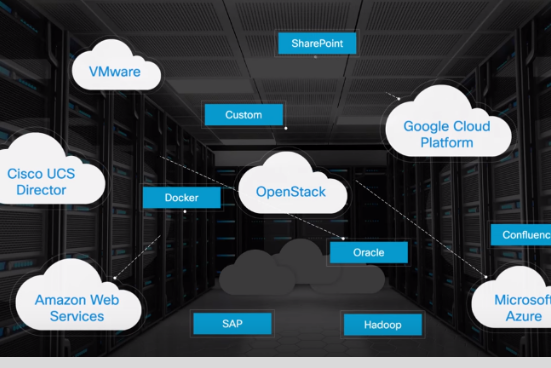 SharePoint
VMware
Custom
Google Cloud
Platform
Cisco UCS
Director
Docker
OpenStack
Confluenc
Oracle
Amazon Web
Services
Microsoft
Azure
SAP
Hadoop